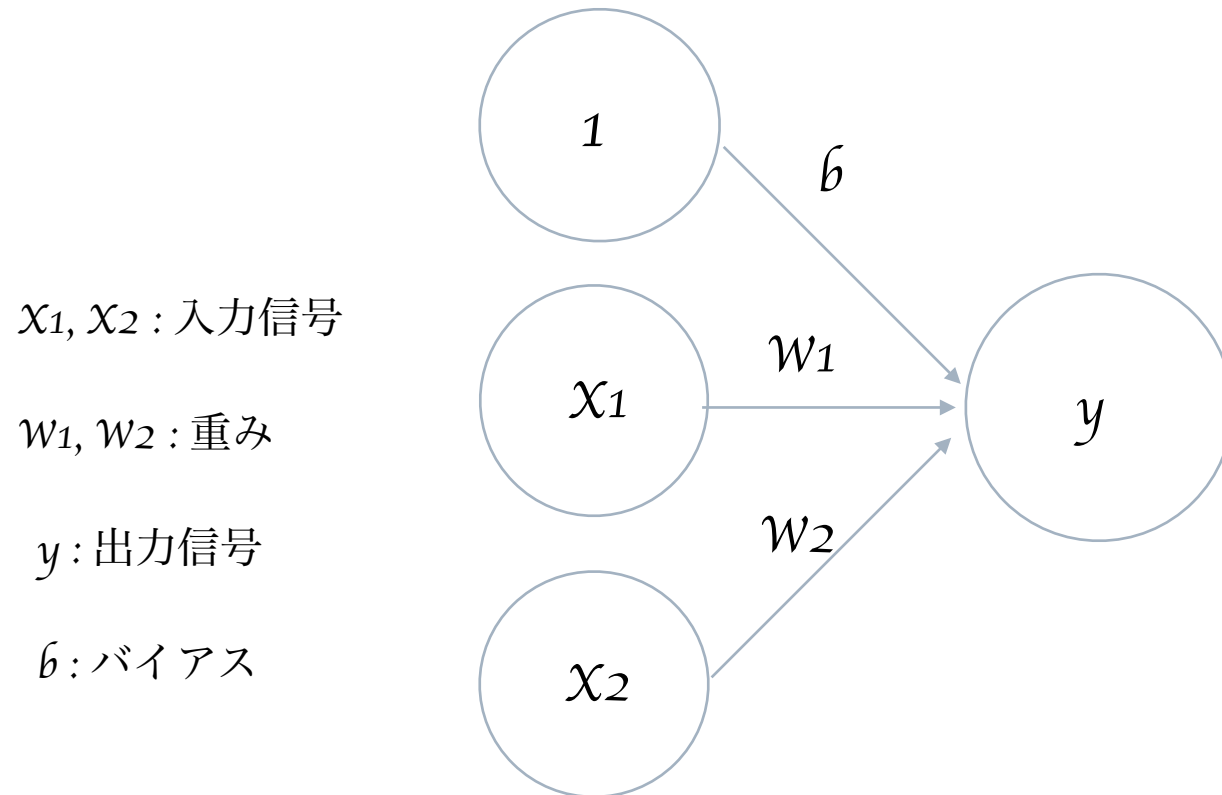 x1, x2 : 入力信号
w1, w2 : 重み
y : 出力信号
b : バイアス
1
b
x1
w1
y
w2
x2